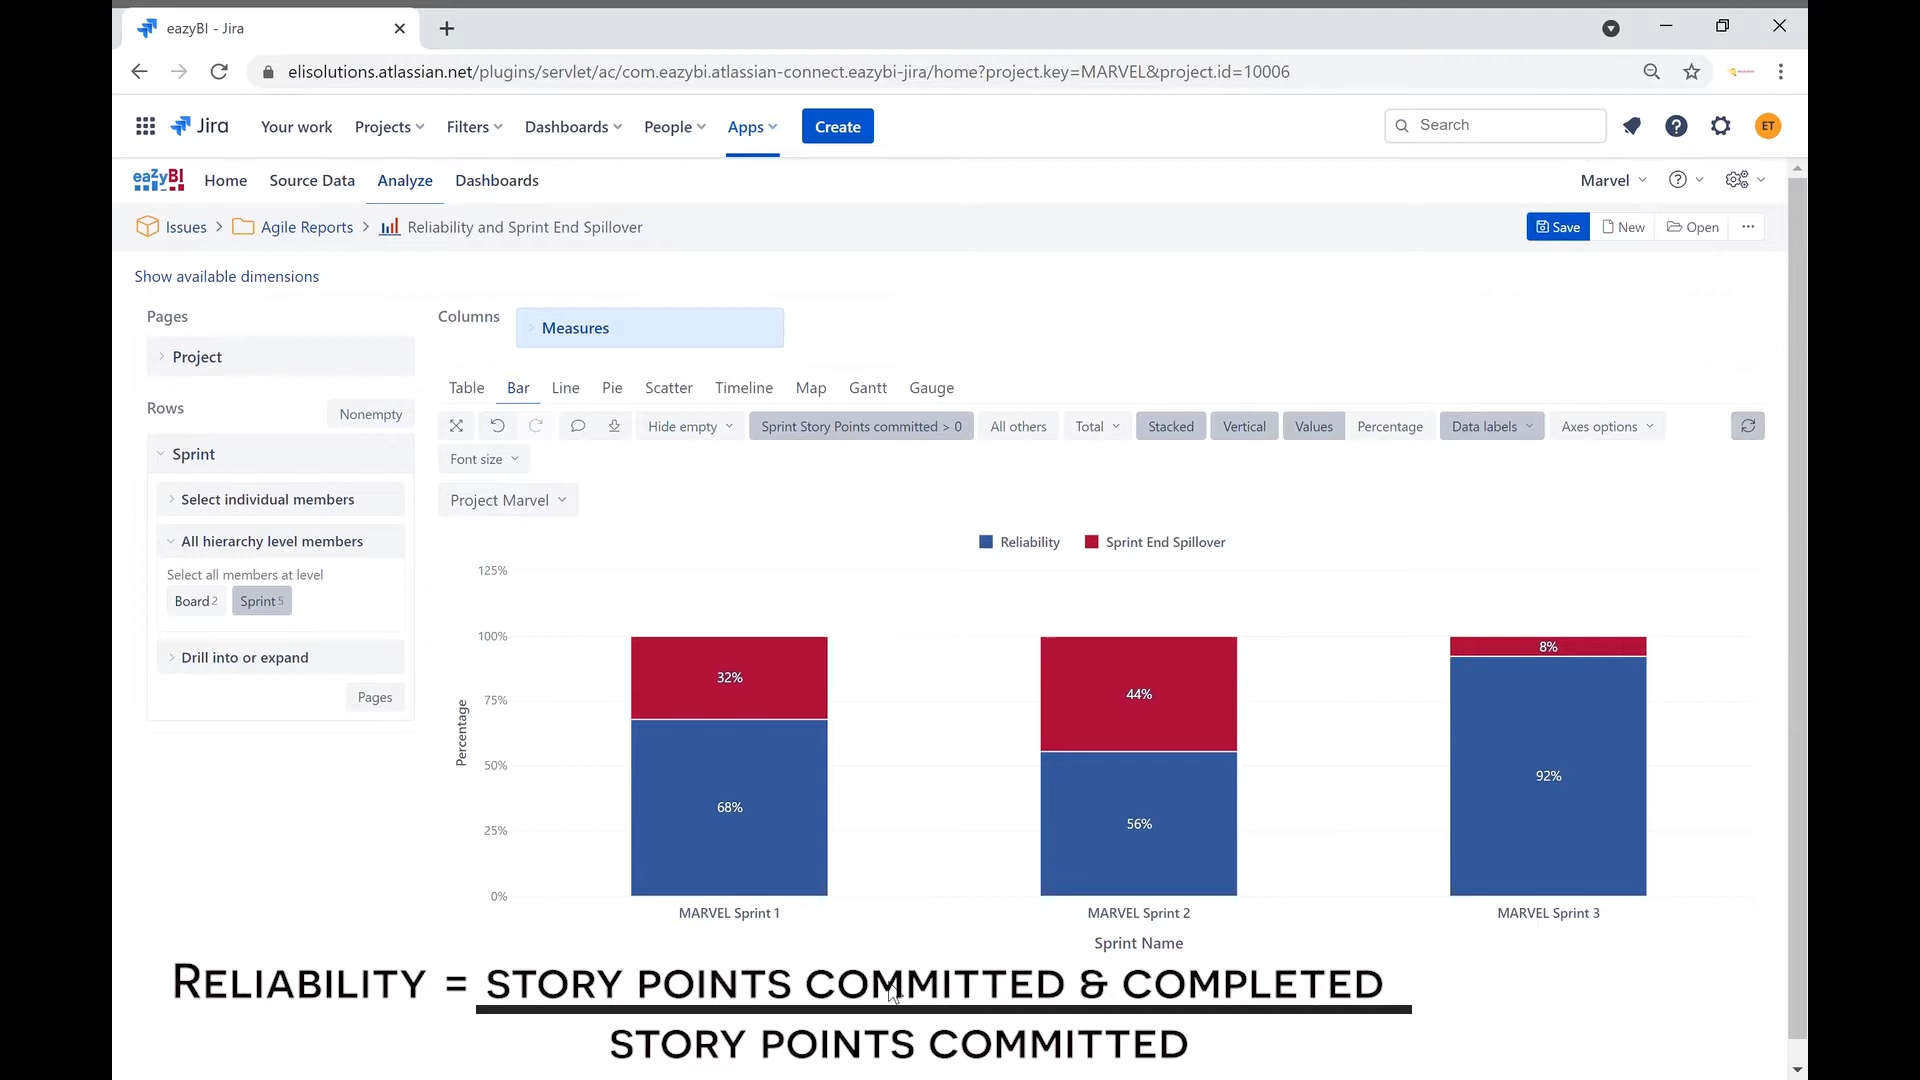 eazyBI - Jira
elisolutions.atlassian.net/plugins/servlet/ac/com.eazybi.atlassian-connect.eazybi-jira/home?project.key=MARVEL&project.id=10006
Jira Your work Projects Filters Dashboards People Apps Create Search ET
eazyBI Home Source Data Analyze Dashboards Marvel
Issues > Agile Reports > Reliability and Sprint End Spillover Save New Open ...
Show available dimensions
Pages
Project
Rows Nonempty
Sprint
Select individual members
All hierarchy level members
Select all members at level
Board 2 Sprint 5
Drill into or expand
Pages
Columns Measures
Table Bar Line Pie Scatter Timeline Map Gantt Gauge
Hide empty Sprint Story Points committed > 0 All others Total Stacked Vertical Values Percentage Data labels Axes options
Font size
Project Marvel
Reliability Sprint End Spillover
125%
100%
75%
50%
25%
0%
Percentage
32%
68%
44%
56%
8%
92%
MARVEL Sprint 1 MARVEL Sprint 2 MARVEL Sprint 3
Sprint Name
RELIABILITY = STORY POINTS COMMITTED & COMPLETED
STORY POINTS COMMITTED